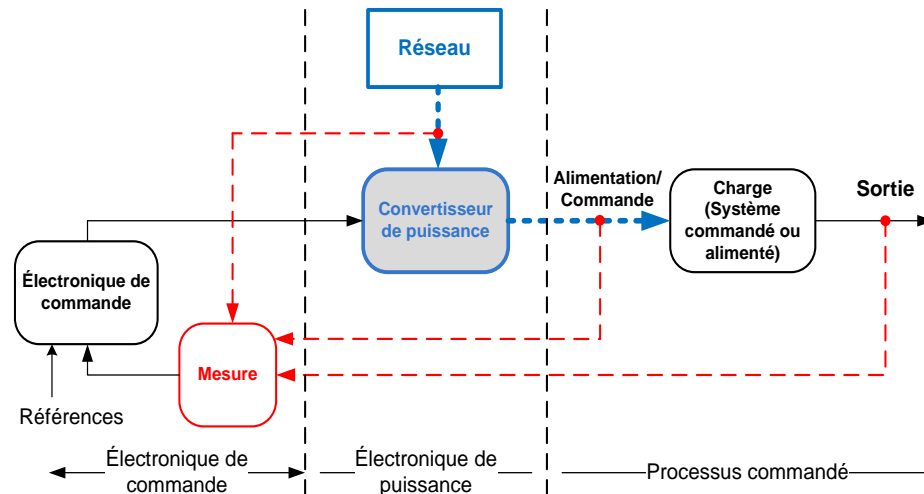 Réseau
Convertisseur
de puissance
Alimentation/
Commande
Charge
(Système
commandé ou
alimenté)
Sortie
Électronique de
commande
Mesure
Références
Électronique de
commande
Électronique de
puissance
Processus commandé